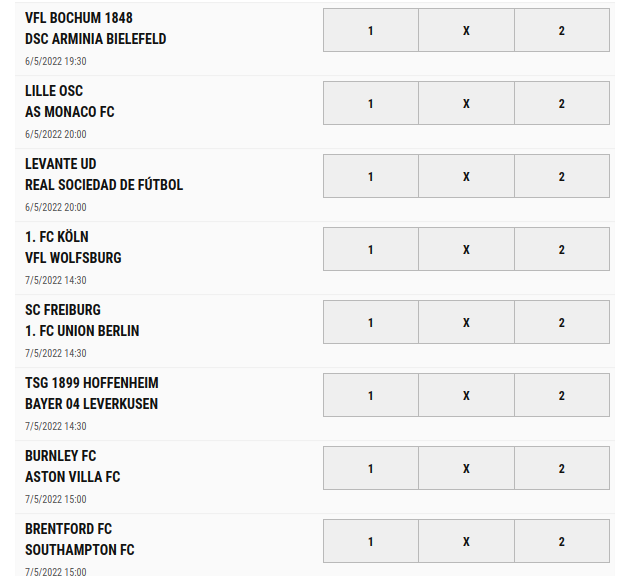 VFL BOCHUM 1848
DSC ARMINIA BIELEFELD
6/5/2022 19:30
1 X 2
LILLE OSC
AS MONACO FC
6/5/2022 20:00
1 X 2
LEVANTE UD
REAL SOCIEDAD DE FÚTBOL
6/5/2022 20:00
1 X 2
1. FC KÖLN
VFL WOLFSBURG
7/5/2022 14:30
1 X 2
SC FREIBURG
1. FC UNION BERLIN
7/5/2022 14:30
1 X 2
TSG 1899 HOFFENHEIM
BAYER 04 LEVERKUSEN
7/5/2022 14:30
1 X 2
BURNLEY FC
ASTON VILLA FC
7/5/2022 15:00
1 X 2
BRENTFORD FC
SOUTHAMPTON FC
7/5/2022 15:00
1 X 2